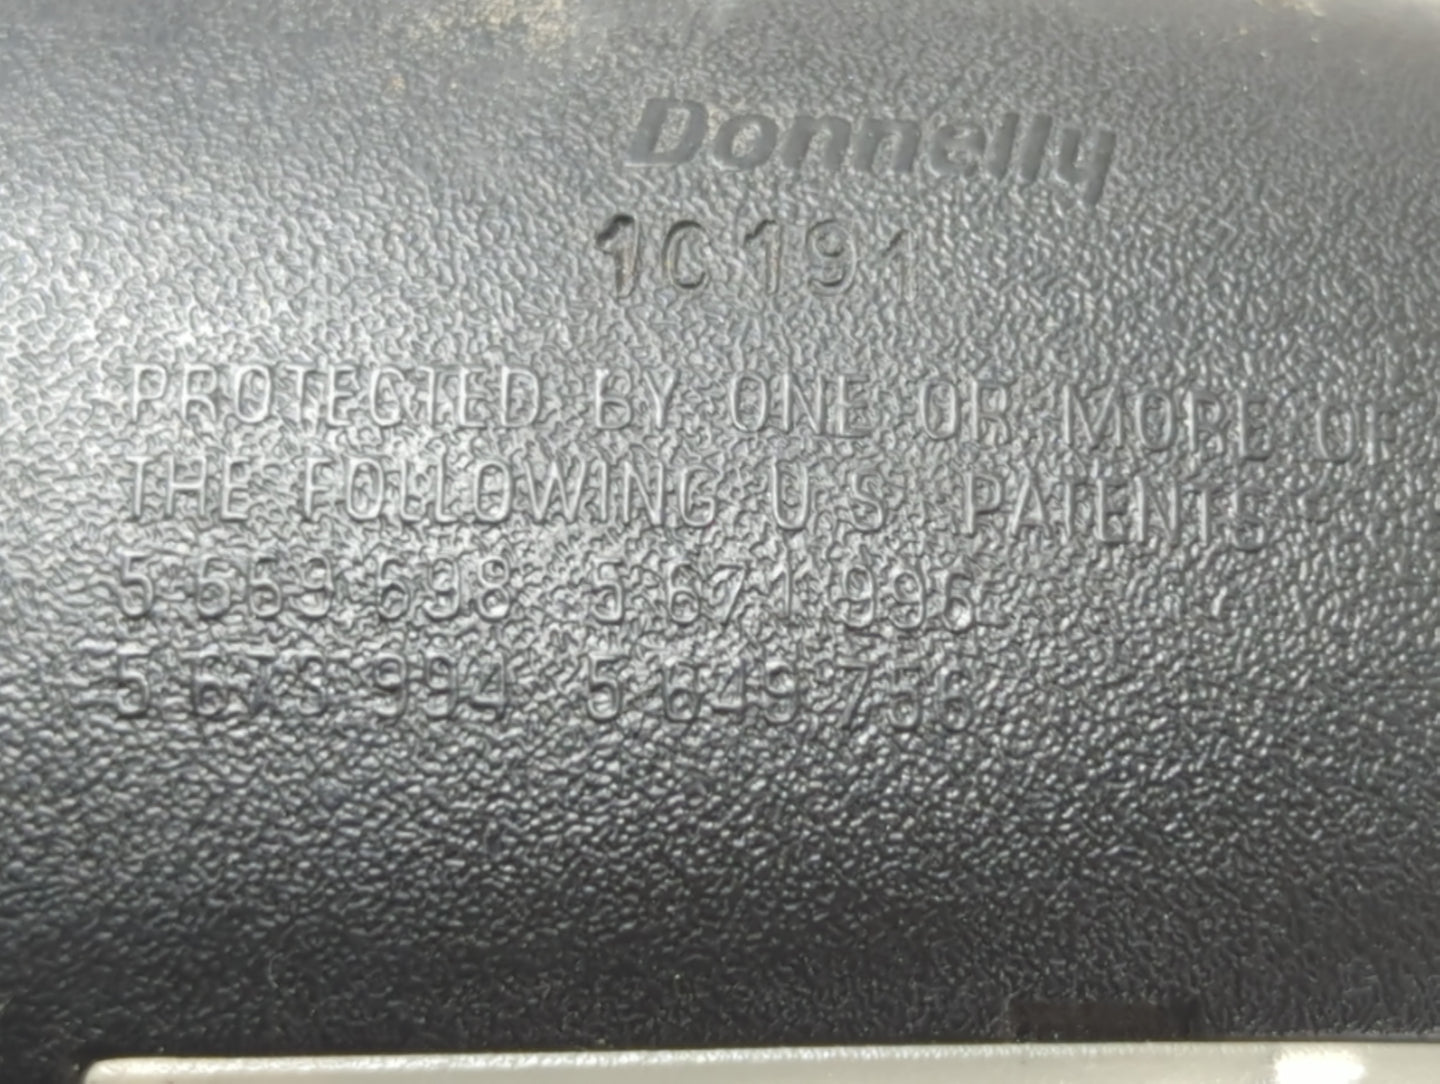 Donnelly
1C191
PROTECTED BY ONE OR MORE OF
THE FOLLOWING U S PATENTS
5 669 698 5 671 996
5 673 994 5 649 756